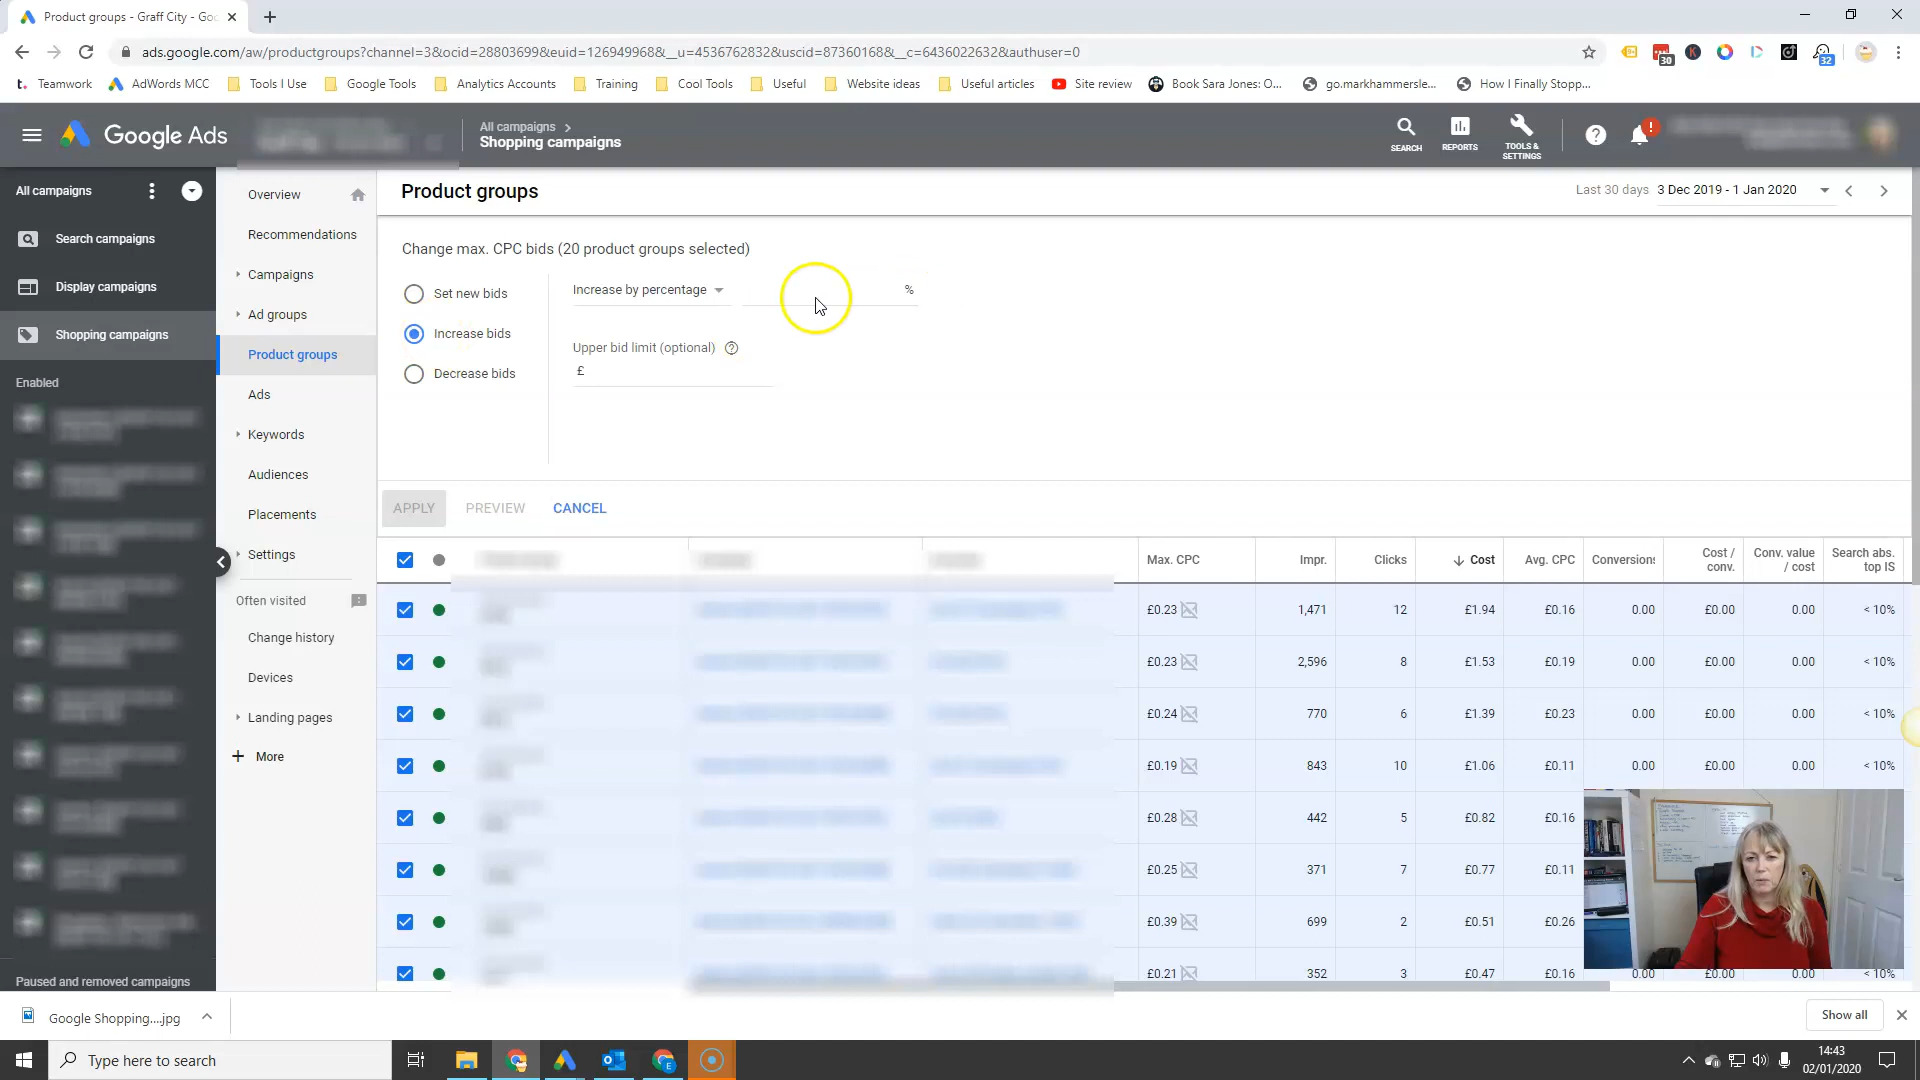 Product groups - Graff City - Goo
ads.google.com/aw/productgroups?channel=3&ocid=28803699&euid=126949968&__u=4536762832&uscid=87360168&__c=6436022632&authuser=0
30
32
Teamwork AdWords MCC Tools I Use Google Tools Analytics Accounts Training Cool Tools Useful Website ideas Useful articles Site review Book Sara Jones: O... go.markhammersle... How I Finally Stopp...
Google Ads
All campaigns
Shopping campaigns
SEARCH
REPORTS
TOOLS &
SETTINGS
All campaigns
Search campaigns
Display campaigns
Shopping campaigns
Enabled
Paused and removed campaigns
Overview
Recommendations
Campaigns
Ad groups
Product groups
Ads
Keywords
Audiences
Placements
Settings
Often visited
Change history
Devices
Landing pages
+ More
Product groups
Last 30 days 3 Dec 2019 - 1 Jan 2020
Change max. CPC bids (20 product groups selected)
Set new bids
Increase bids
Decrease bids
Increase by percentage
%
Upper bid limit (optional)
£
APPLY PREVIEW CANCEL
Max. CPC Impr. Clicks Cost Avg. CPC Conversions Cost / conv. Conv. value / cost Search abs. top IS
£0.23 1,471 12 £1.94 £0.16 0.00 £0.00 0.00 < 10%
£0.23 2,596 8 £1.53 £0.19 0.00 £0.00 0.00 < 10%
£0.24 770 6 £1.39 £0.23 0.00 £0.00 0.00 < 10%
£0.19 843 10 £1.06 £0.11 0.00 £0.00 0.00 < 10%
£0.28 442 5 £0.82 £0.16
£0.25 371 7 £0.77 £0.11
£0.39 699 2 £0.51 £0.26
£0.21 352 3 £0.47 £0.16 0.00 £0.00 0.00 < 10%
Google Shopping....jpg
Show all
Type here to search
14:43
02/01/2020